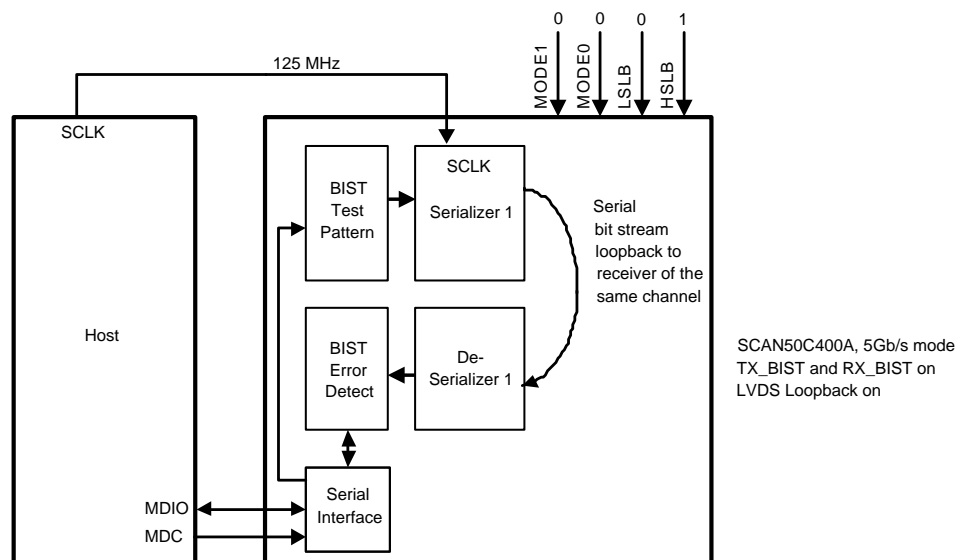 0
0
0
1
MODE1
MODE0
LSLB
HSLB
125 MHz
SCLK
BIST
Test
Pattern
SCLK
Serializer 1
Serial
bit stream
loopback to
receiver of the
same channel
Host
BIST
Error
Detect
De-
Serializer 1
SCAN50C400A, 5Gb/s mode
TX_BIST and RX_BIST on
LVDS Loopback on
Serial
Interface
MDIO
MDC